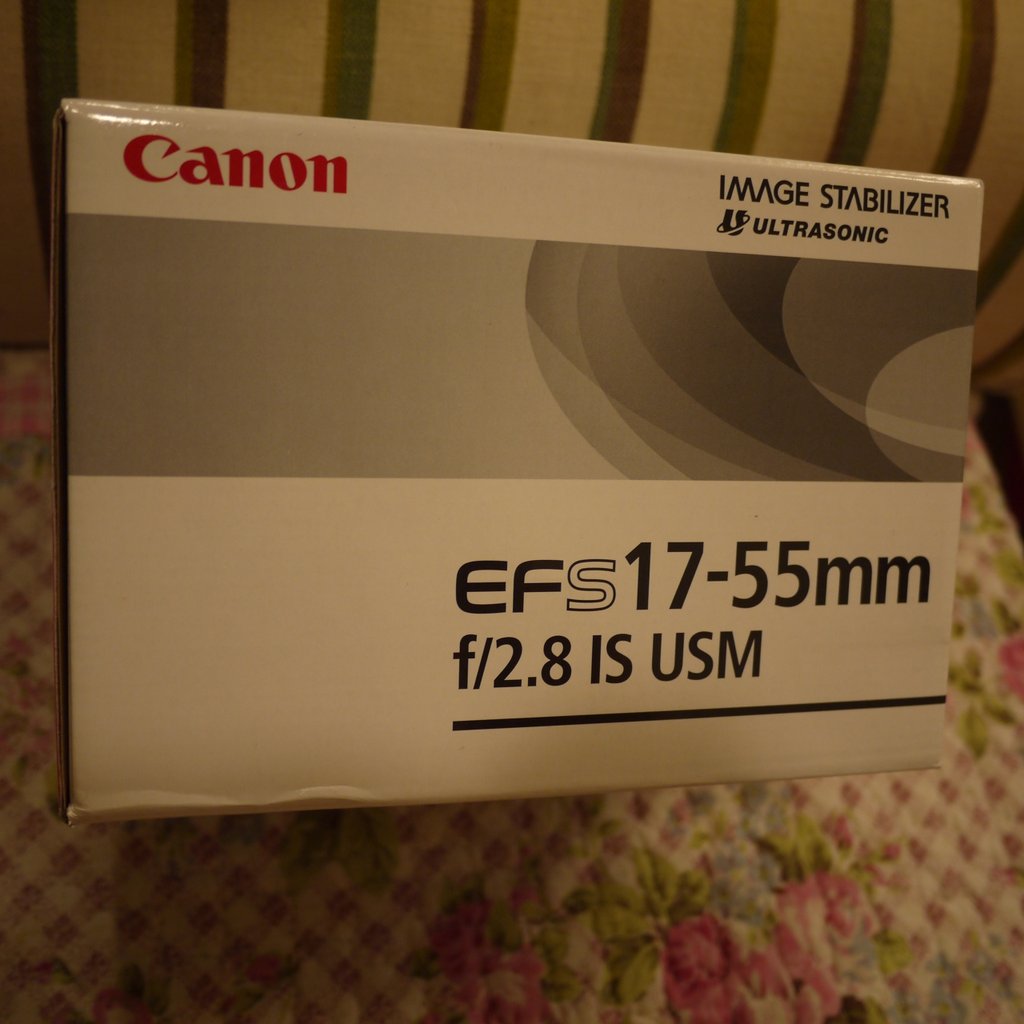 Canon
IMAGE STABILIZER
ULTRASONIC
EFS17-55mm
f/2.8 IS USM